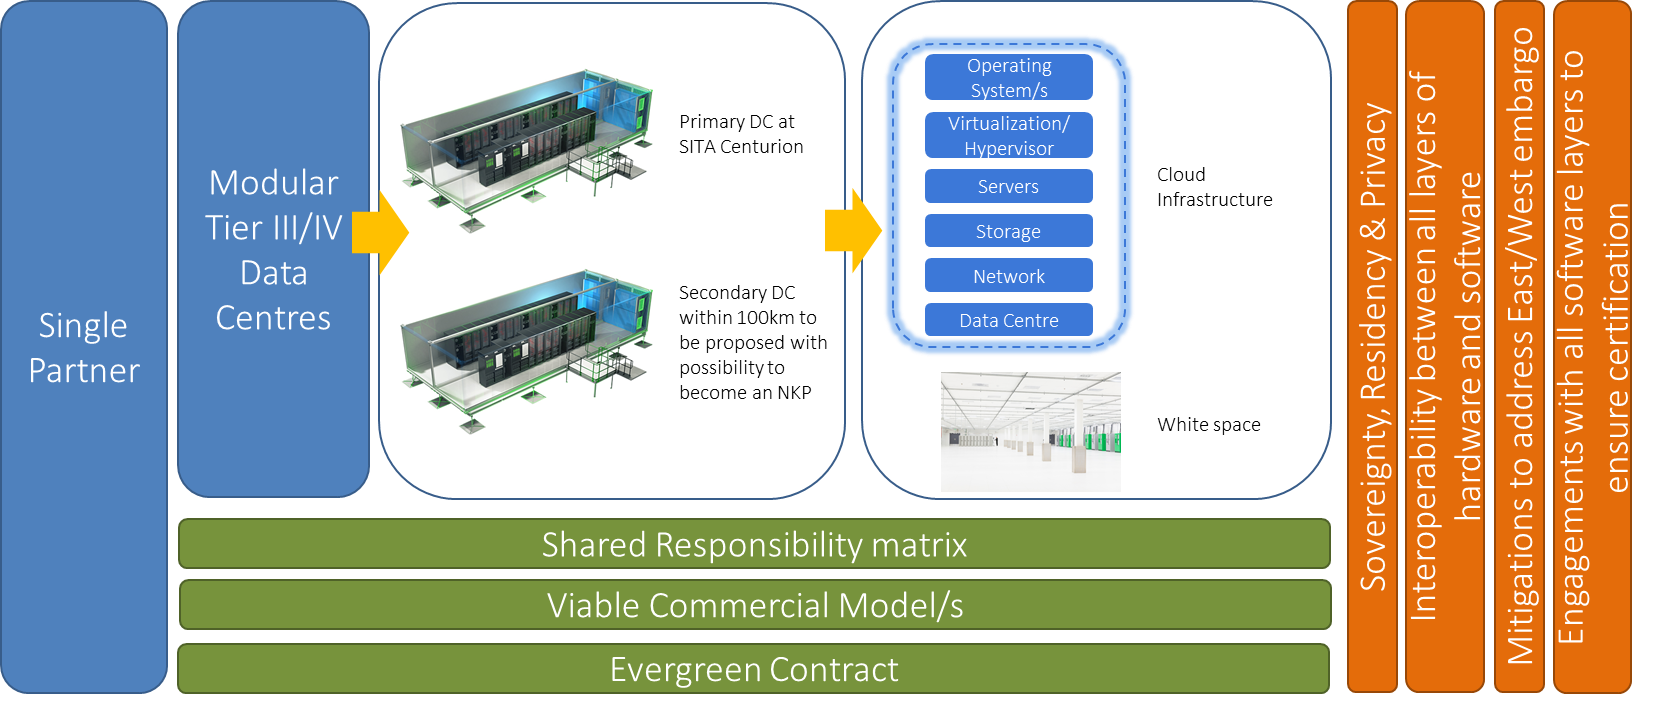 Single
Partner
Modular
Tier III/IV
Data
Centres
Primary DC at
SITA Centurion
Secondary DC
within 100km to
be proposed with
possibility to
become an NKP
Operating
System/s
Virtualization/
Hypervisor
Servers
Storage
Network
Data Centre
Cloud
Infrastructure
White space
Shared Responsibility matrix
Viable Commercial Model/s
Evergreen Contract
Sovereignty, Residency & Privacy
Interoperability between all layers of
hardware and software
Mitigations to address East/West embargo
Engagements with all software layers to
ensure certification